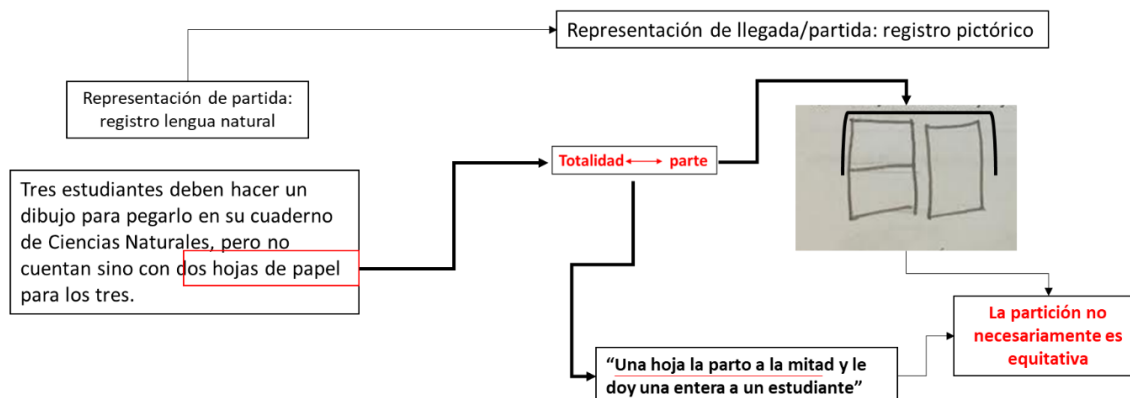 Representación de llegada/partida: registro pictórico
Representación de partida:
registro lengua natural
Totalidad parte
Tres estudiantes deben hacer un
dibujo para pegarlo en su cuaderno
de Ciencias Naturales, pero no
cuentan sino con dos hojas de papel
para los tres.
La partición no
necesariamente es
equitativa
“Una hoja la parto a la mitad y le
doy una entera a un estudiante”